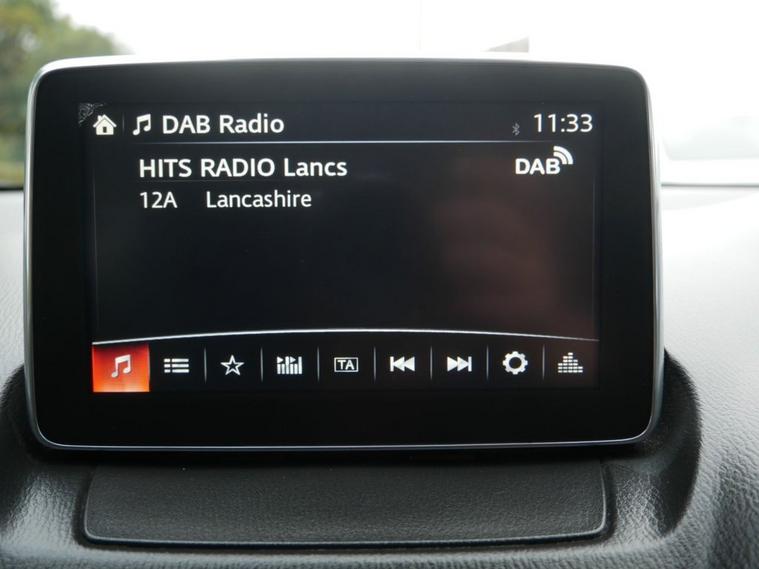 DAB Radio 11:33
HITS RADIO Lancs DAB
12A Lancashire
TA